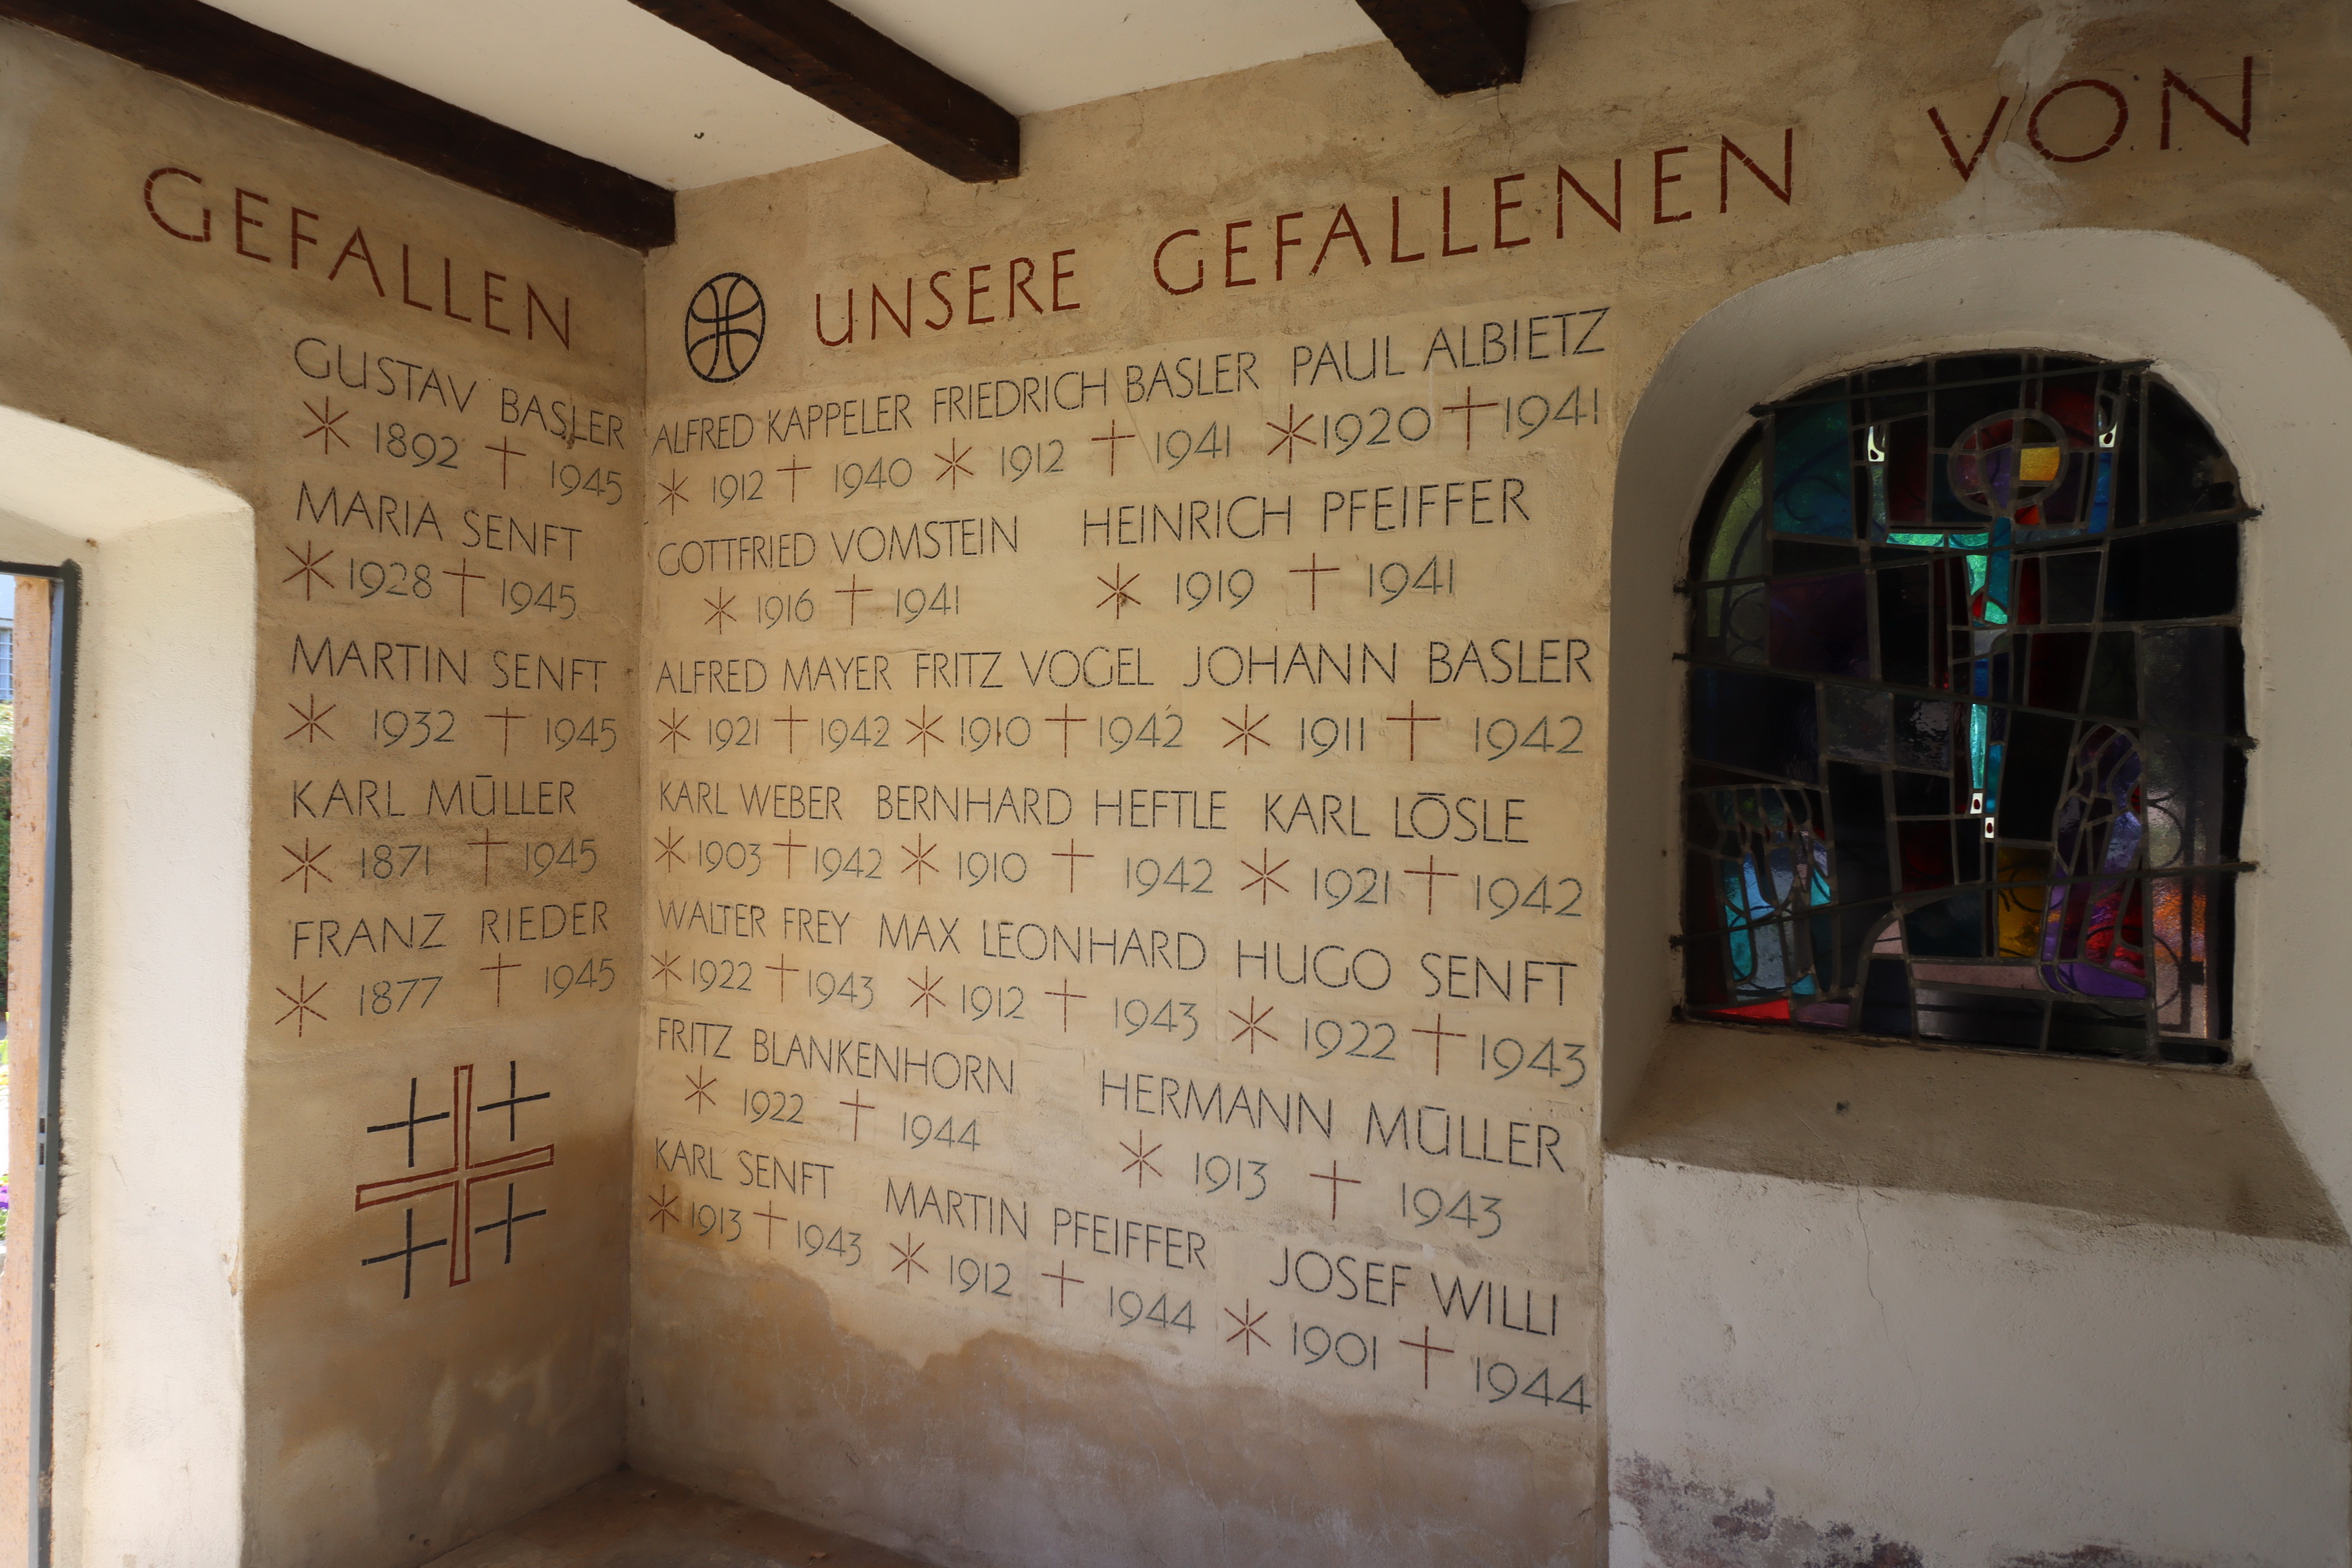 GEFALLEN
GUSTAV BASLER
* 1892 † 1945
MARIA SENFT
* 1928 † 1945
MARTIN SENFT
* 1932 † 1945
KARL MŪLLER
* 1871 † 1945
FRANZ RIEDER
* 1877 † 1945
UNSERE GEFALLENEN VON
ALFRED KAPPELER FRIEDRICH BASLER PAUL ALBIETZ
* 1912 † 1940 * 1912 † 1941 * 1920 † 1941
GOTTFRIED VOMSTEIN HEINRICH PFEIFFER
* 1916 † 1941 * 1919 † 1941
ALFRED MAYER FRITZ VOGEL JOHANN BASLER
* 1921 † 1942 * 1910 † 1942 * 1911 † 1942
KARL WEBER BERNHARD HEFTLE KARL LŌSLE
* 1903 † 1942 * 1910 † 1942 * 1921 † 1942
WALTER FREY MAX LEONHARD HUGO SENFT
* 1922 † 1943 * 1912 † 1943 * 1922 † 1943
FRITZ BLANKENHORN HERMANN MŪLLER
* 1922 † 1944 * 1913 † 1943
KARL SENFT MARTIN PFEIFFER JOSEF WILLI
* 1913 † 1943 * 1912 † 1944 * 1901 † 1944